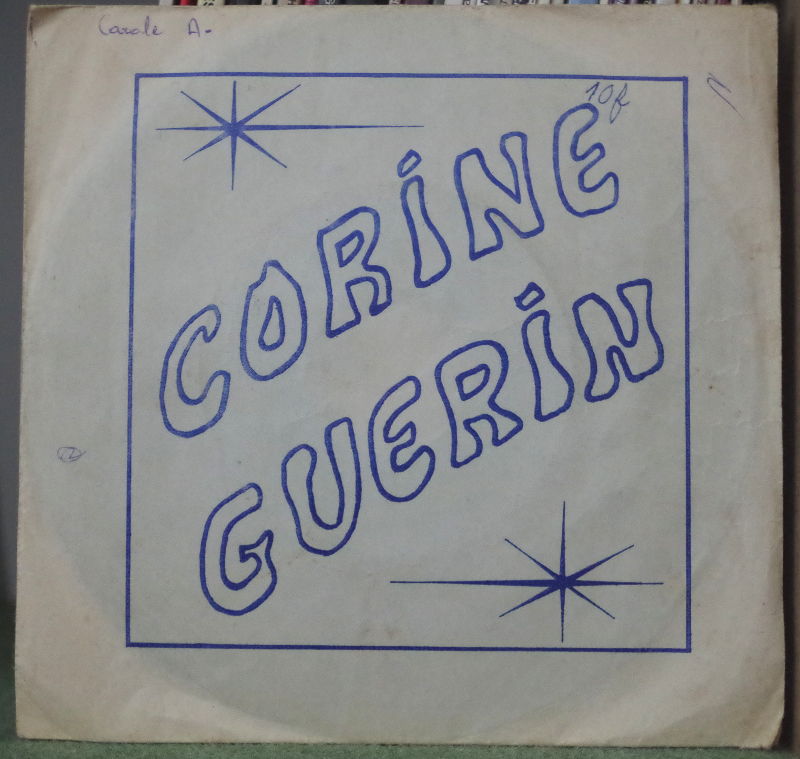 Carole A.
10f
CORINE
GUERIN